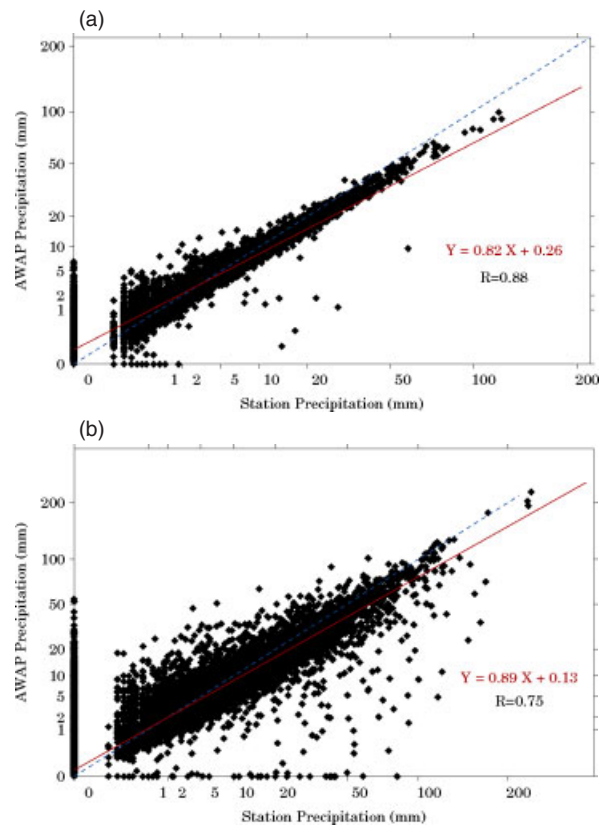 (a)
200
100
50
20
10
5
2
1
0
AWAP Precipitation (mm)
Y = 0.82 X + 0.26
R=0.88
0 1 2 5 10 20 50 100 200
Station Precipitation (mm)
(b)
200
100
50
20
10
5
2
1
0
AWAP Precipitation (mm)
Y = 0.89 X + 0.13
R=0.75
0 1 2 5 10 20 50 100 200
Station Precipitation (mm)